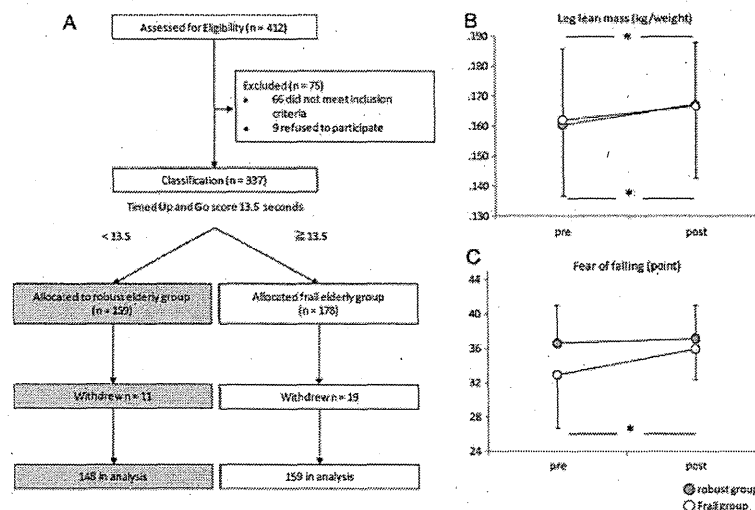 A
Assessed for Eligibility (n = 412)
Excluded (n = 75)
• 66 did not meet inclusion
criteria
• 9 refused to participate
Classification (n = 337)
Timed Up and Go score 13.5 seconds
< 13.5
≧ 13.5
Allocated to robust elderly group
(n = 159)
Allocated frail elderly group
(n = 178)
Withdrew n = 11
Withdrew n = 19
148 in analysis
159 in analysis
B
Leg lean mass (kg/weight)
.190
.180
.170
.160
.150
.140
.130
*
*
pre
post
C
Fear of falling (point)
44
40
36
32
28
24
*
pre
post
robust group
Frail group